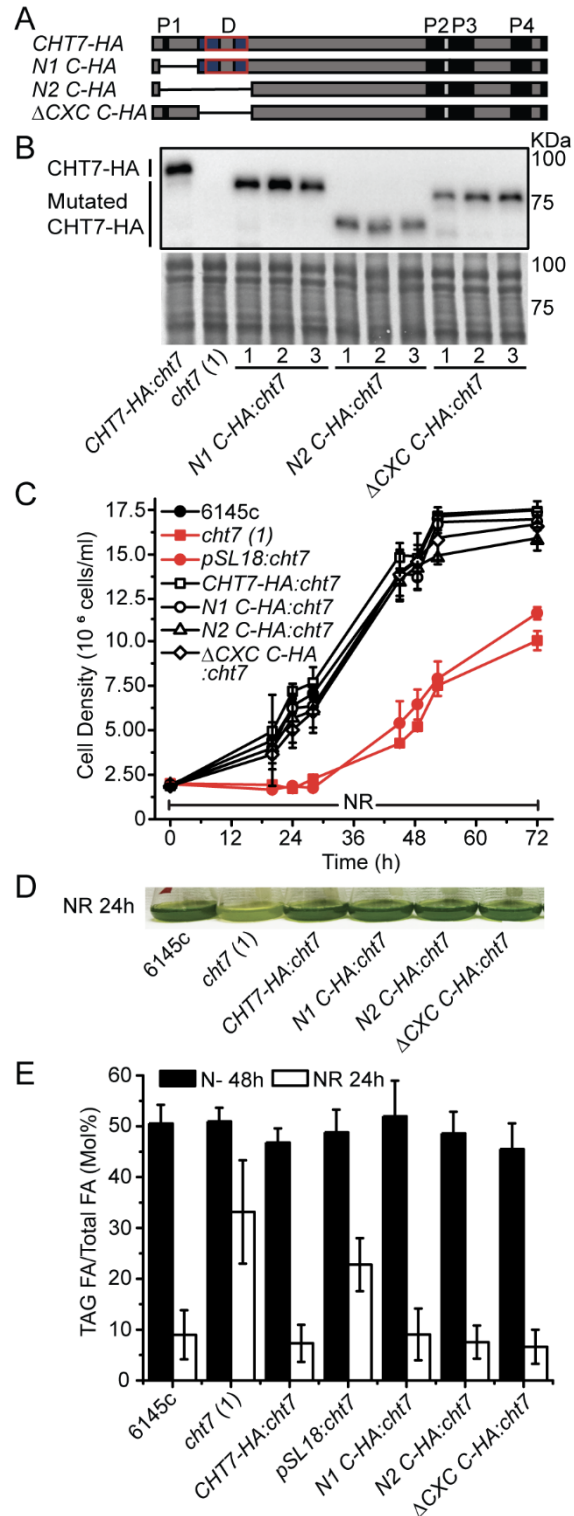 A
P1 D P2 P3 P4
CHT7-HA
N1 C-HA
N2 C-HA
ΔCXC C-HA
B
KDa
CHT7-HA
100
Mutated
CHT7-HA
75
100
75
1 2 3 1 2 3 1 2 3
CHT7-HA:cht7
cht7 (1)
N1 C-HA:cht7
N2 C-HA:cht7
ΔCXC C-HA:cht7
C
Cell Density (10 ⁶ cells/ml)
17.5
15.0
12.5
10.0
7.50
5.00
2.50
6145c
cht7 (1)
pSL18:cht7
CHT7-HA:cht7
N1 C-HA:cht7
N2 C-HA:cht7
ΔCXC C-HA
:cht7
NR
0 12 24 36 48 60 72
Time (h)
D
NR 24h
6145c
cht7 (1)
CHT7-HA:cht7
N1 C-HA:cht7
N2 C-HA:cht7
ΔCXC C-HA:cht7
E
TAG FA/Total FA (Mol%)
60
50
40
30
20
10
0
N- 48h NR 24h
6145c
cht7 (1)
CHT7-HA:cht7
pSL18:cht7
N1 C-HA:cht7
N2 C-HA:cht7
ΔCXC C-HA:cht7